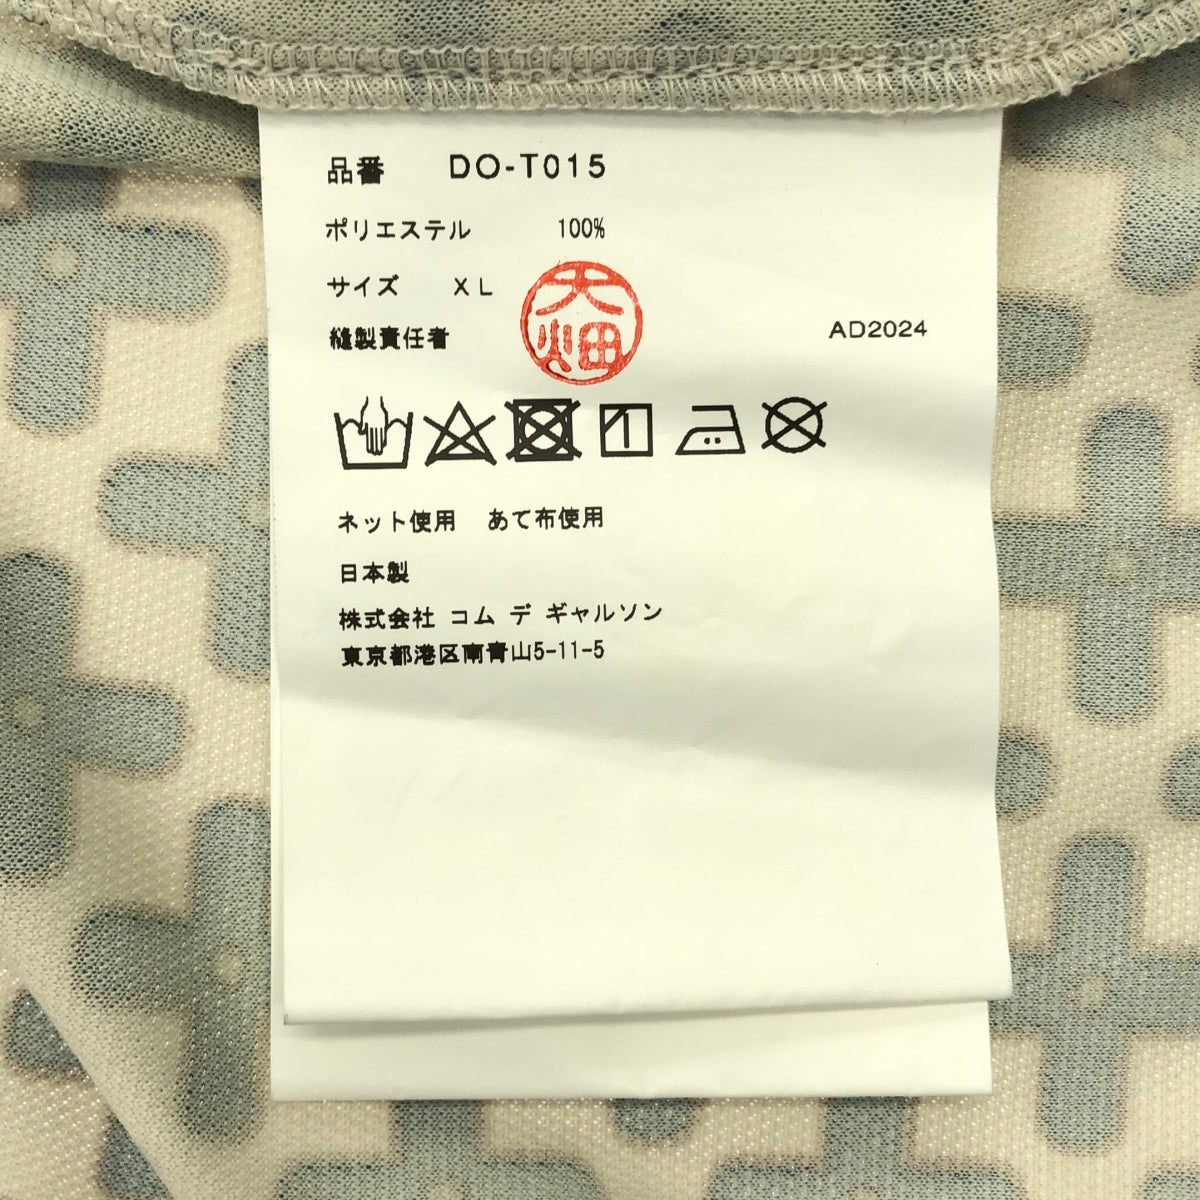 品番 DO-T015
ポリエステル 100%
サイズ XL
縫製責任者
大畑
AD2024
ネット使用 あて布使用
日本製
株式会社 コム デ ギャルソン
東京都港区南青山5-11-5